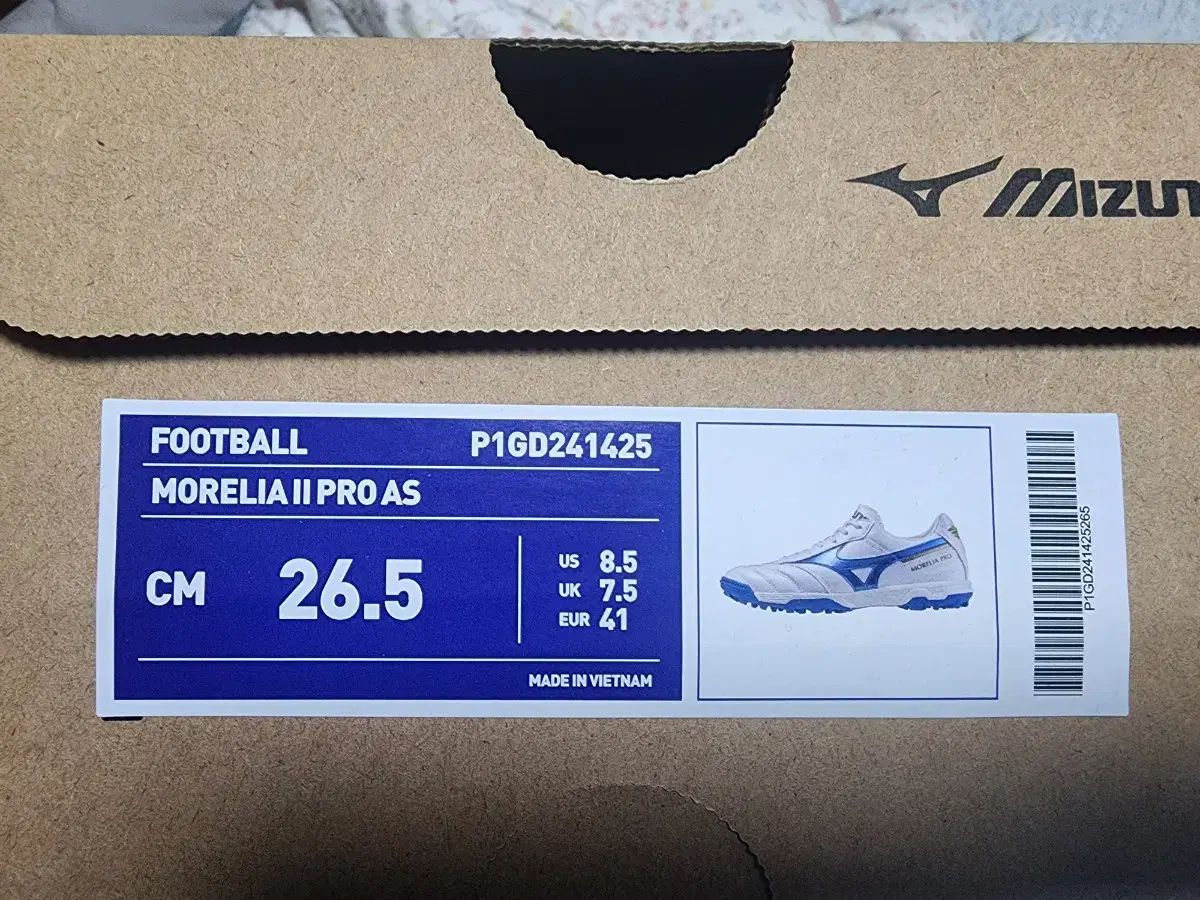 MIZUN
FOOTBALL P1GD241425
MORELIA II PRO AS
CM 26.5
US 8.5
UK 7.5
EUR 41
MADE IN VIETNAM
MIZUN
MORELIA PRO
P1GD241425265